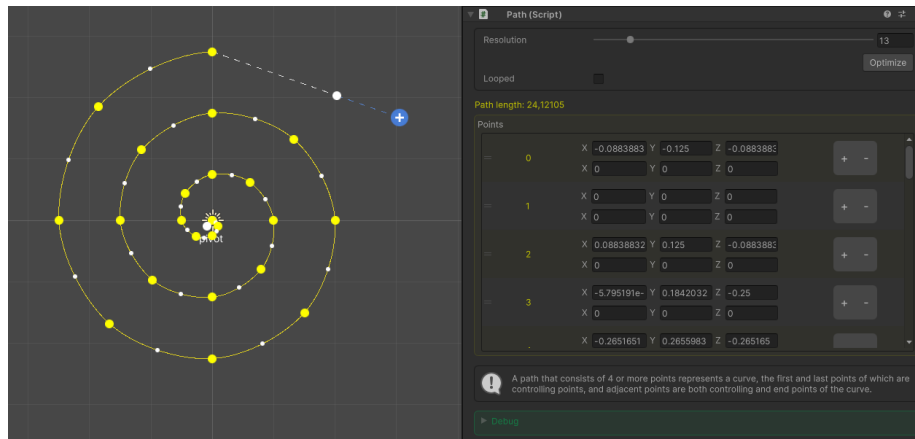 Path (Script)
Resolution 13
Optimize
Looped
Path length: 24,12105
Points
0 X -0.0883883 Y -0.125 Z -0.0883883
X 0 Y 0 Z 0
1 X 0 Y 0 Z 0
X 0 Y 0 Z 0
2 X 0.08838832 Y 0.125 Z -0.0883883
X 0 Y 0 Z 0
3 X -5.795191e- Y 0.1842032 Z -0.25
X 0 Y 0 Z 0
X -0.2651651 Y 0.2655983 Z -0.265165
A path that consists of 4 or more points represents a curve, the first and last points of which are
controlling points, and adjacent points are both controlling and end points of the curve.
Debug
pivot